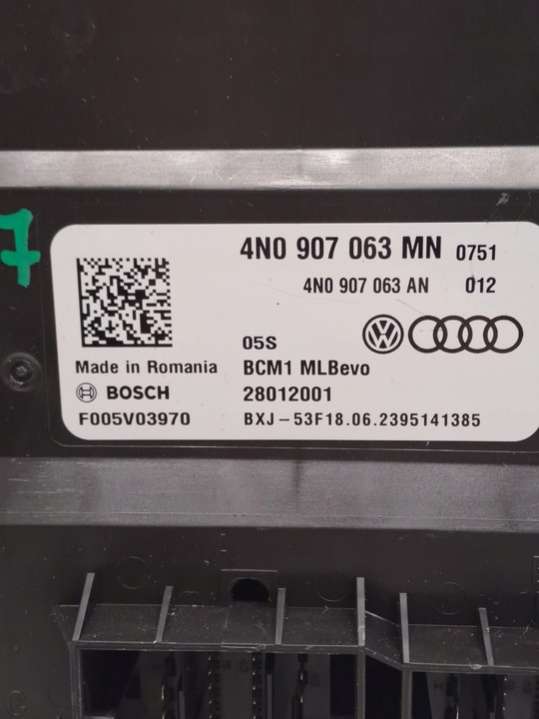 7
4N0 907 063 MN 0751
4N0 907 063 AN 012
05S
Made in Romania BCM1 MLBevo
BOSCH 28012001
F005V03970 BXJ-53F18.06.2395141385